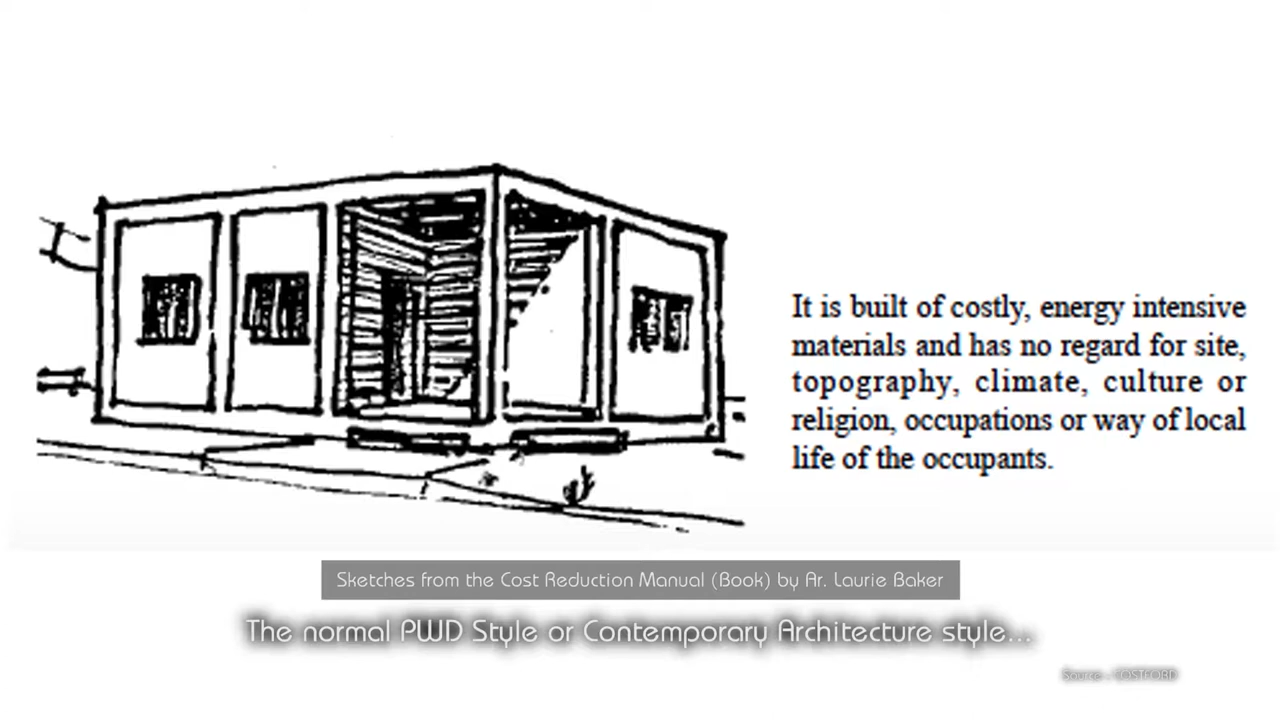 It is built of costly, energy intensive
materials and has no regard for site,
topography, climate, culture or
religion, occupations or way of local
life of the occupants.
Sketches from the Cost Reduction Manual (Book) by Ar. Laurie Baker
The normal PWD Style or Contemporary Architecture style...
Source - COSTFORD